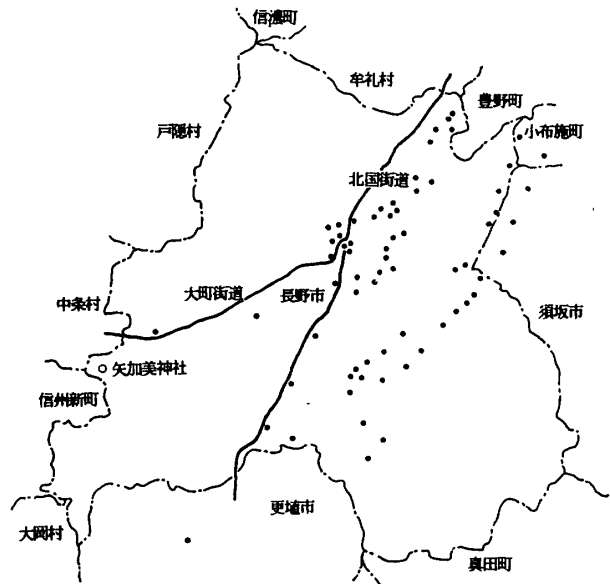 信濃町
牟礼村
豊野町
戸隠村
小布施町
北国街道
大町街道
長野市
中条村
須坂市
矢加美神社
信州新町
更埴市
大岡村
真田町